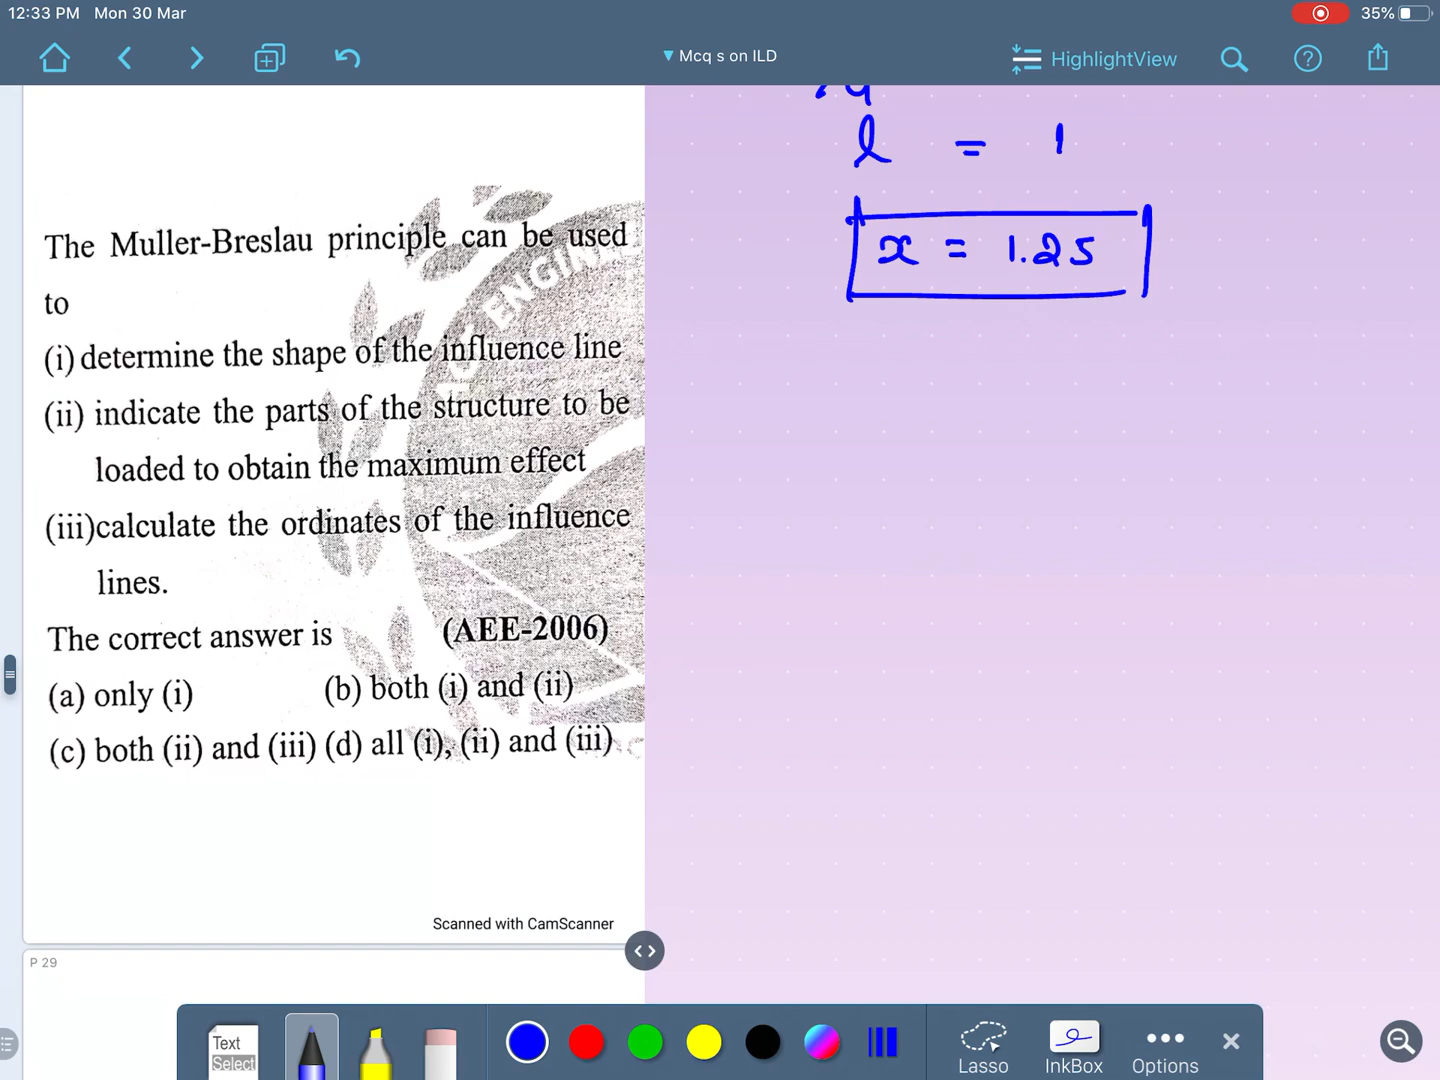 12:33 PM Mon 30 Mar
35%
▼ Mcq s on ILD
HighlightView
l = 1
x = 1.25
The Muller-Breslau principle can be used
to
(i) determine the shape of the influence line
(ii) indicate the parts of the structure to be
loaded to obtain the maximum effect
(iii)calculate the ordinates of the influence
lines.
The correct answer is (AEE-2006)
(a) only (i) (b) both (i) and (ii)
(c) both (ii) and (iii) (d) all (i), (ii) and (iii)
Scanned with CamScanner
P 29
Text
Select
Lasso
InkBox
Options